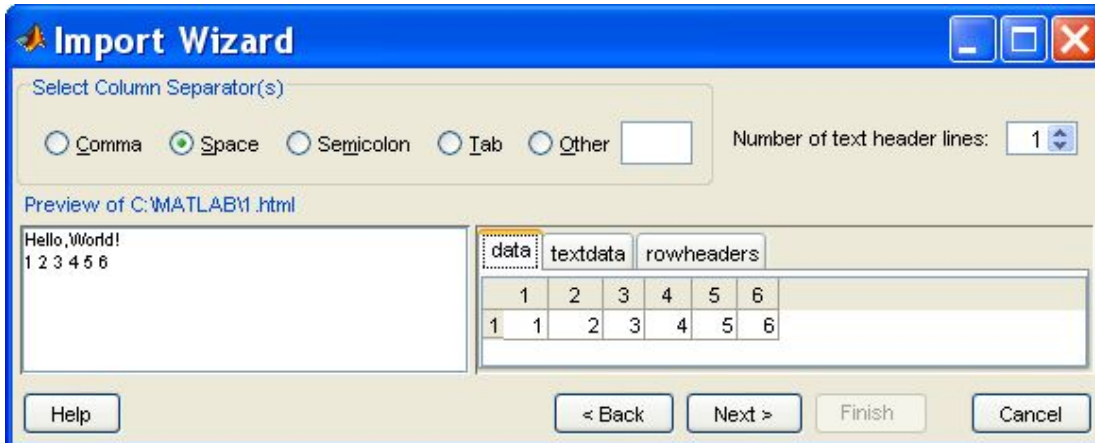 Import Wizard
Select Column Separator(s)
Comma Space Semicolon Tab Other
Number of text header lines: 1
Preview of C:\MATLAB\1.html
Hello,World!
1 2 3 4 5 6
data textdata rowheaders
1 2 3 4 5 6
1 1 2 3 4 5 6
Help < Back Next > Finish Cancel